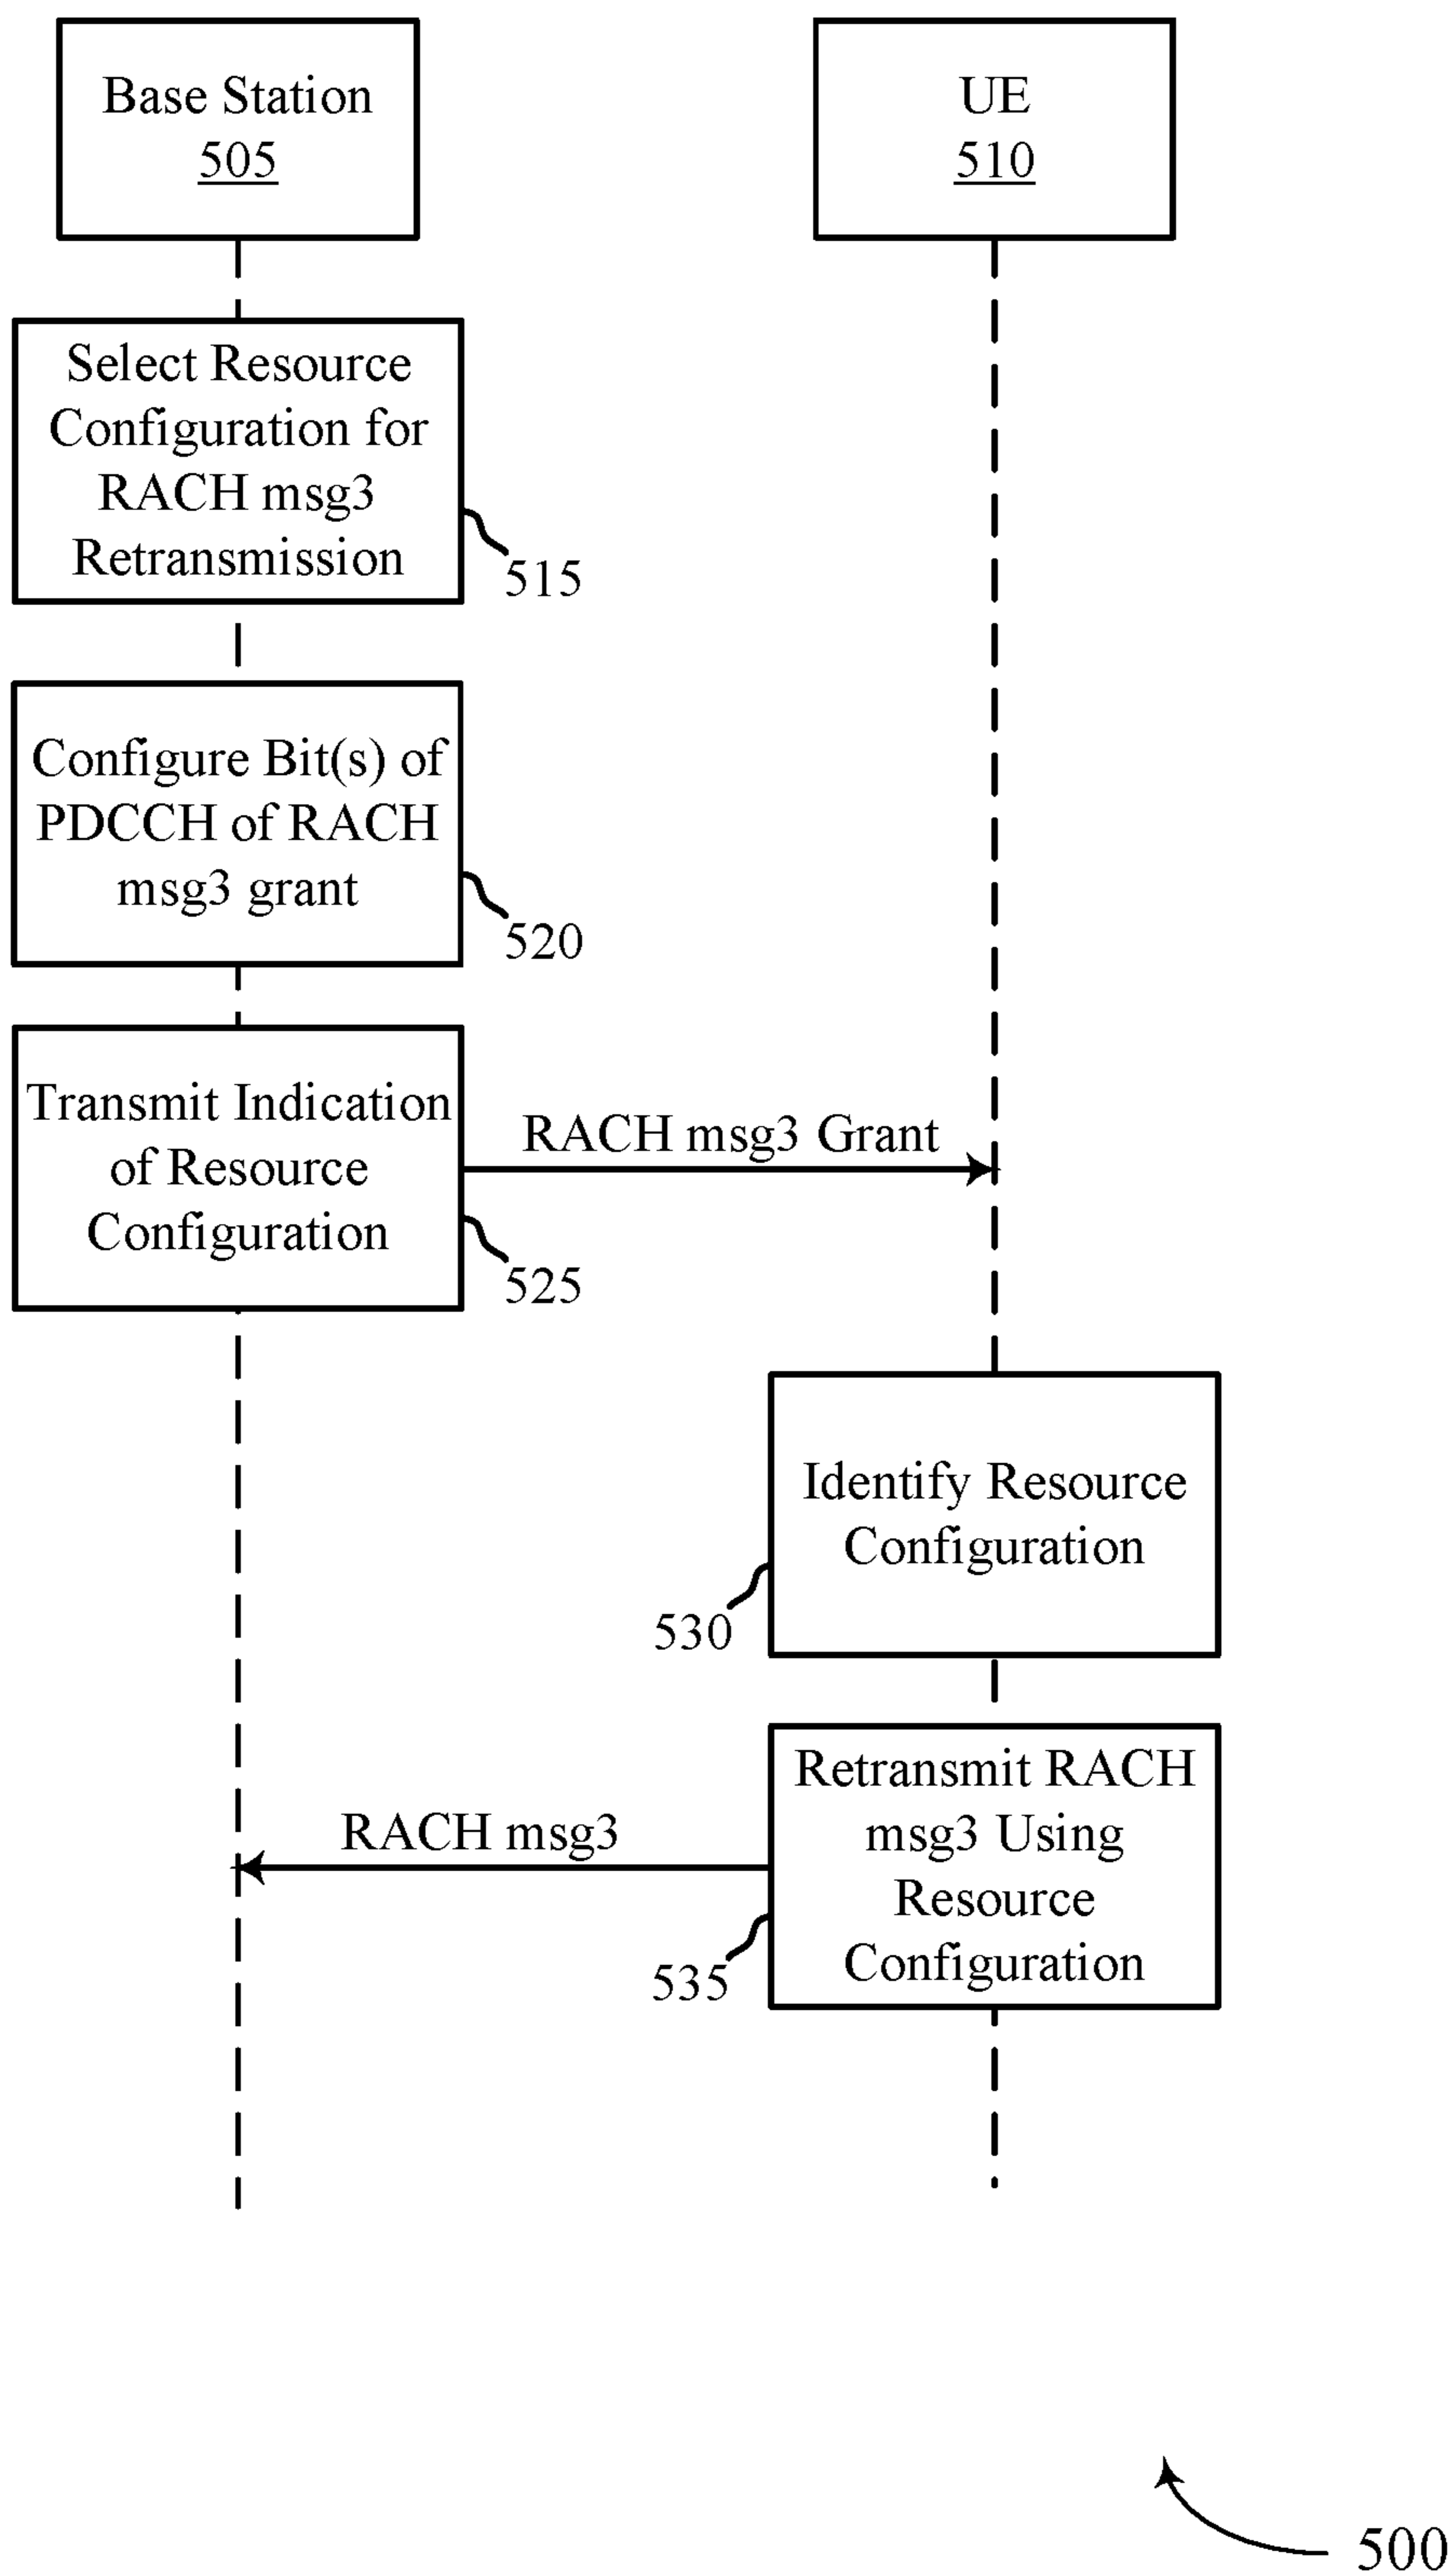 Base Station
505
UE
510
Select Resource
Configuration for
RACH msg3
Retransmission
515
Configure Bit(s) of
PDCCH of RACH
msg3 grant
520
Transmit Indication
of Resource
Configuration
525
RACH msg3 Grant
Identify Resource
Configuration
530
Retransmit RACH
msg3 Using
Resource
Configuration
535
RACH msg3
500